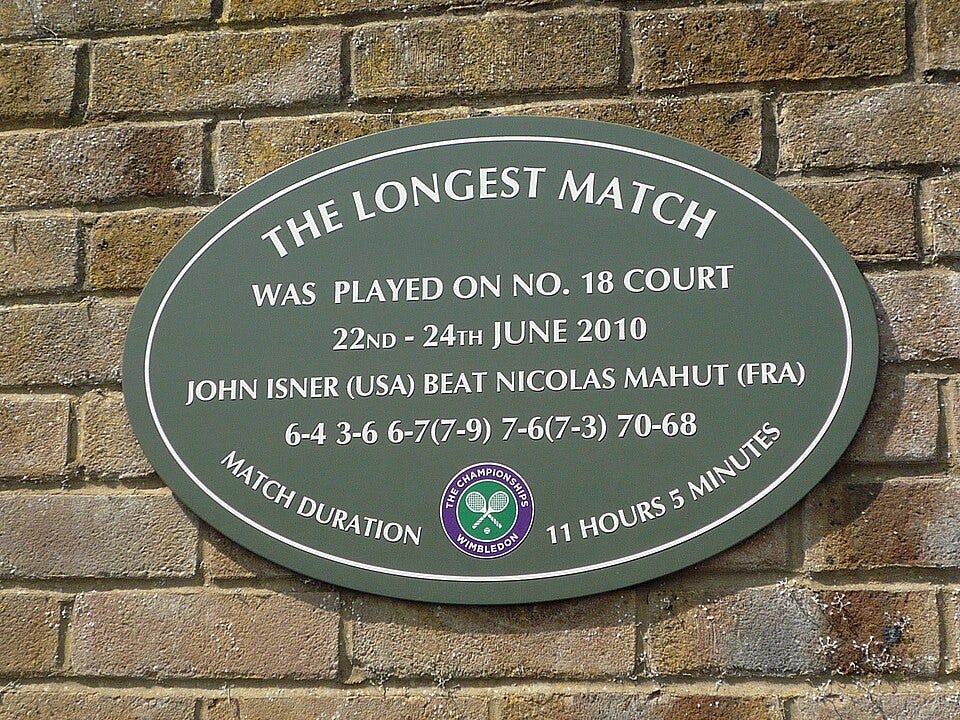 THE LONGEST MATCH
WAS PLAYED ON NO. 18 COURT
22ND - 24TH JUNE 2010
JOHN ISNER (USA) BEAT NICOLAS MAHUT (FRA)
6-4 3-6 6-7(7-9) 7-6(7-3) 70-68
MATCH DURATION 11 HOURS 5 MINUTES
THE CHAMPIONSHIPS
WIMBLEDON